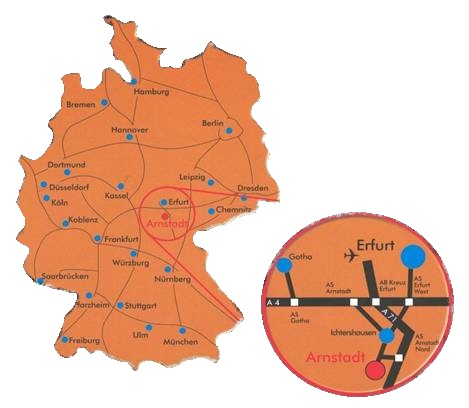 Hamburg
Bremen
Hannover
Berlin
Dortmund
Leipzig
Düsseldorf
Kassel
Dresden
Köln
Erfurt
Chemnitz
Koblenz
Arnstadt
Frankfurt
Würzburg
Saarbrücken
Nürnberg
Pforzheim
Stuttgart
Ulm
München
Freiburg
Gotha
Erfurt
AS
Arnstadt
AB Kreuz
Erfurt
AS
Erfurt
West
A 4
AS
Gotha
A 71
Ichtershausen
AS
Arnstadt
Nord
Arnstadt